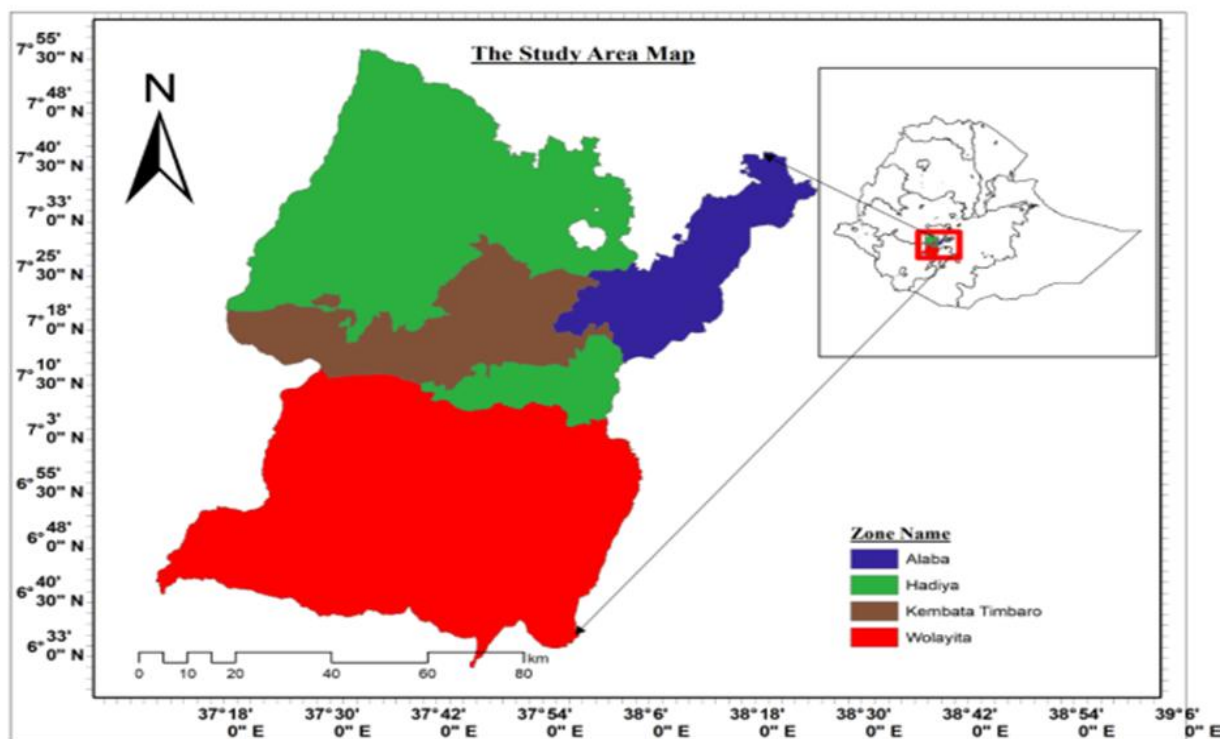 The Study Area Map
N
7° 55'
30" N
7° 48'
0" N
7° 40'
30" N
7° 33'
0" N
7° 25'
30" N
7° 18'
0" N
7° 10'
30" N
7° 3'
0" N
6° 55'
30" N
6° 48'
0" N
6° 40'
30" N
6° 33'
0" N
Zone Name
Alaba
Hadiya
Kembata Timbaro
Wolayita
km
0 10 20 40 60 80
37°18' 37°30' 37°42' 37°54' 38°6' 38°18' 38°30' 38°42' 38°54' 39°6'
0" E 0" E 0" E 0" E 0" E 0" E 0" E 0" E 0" E 0" E